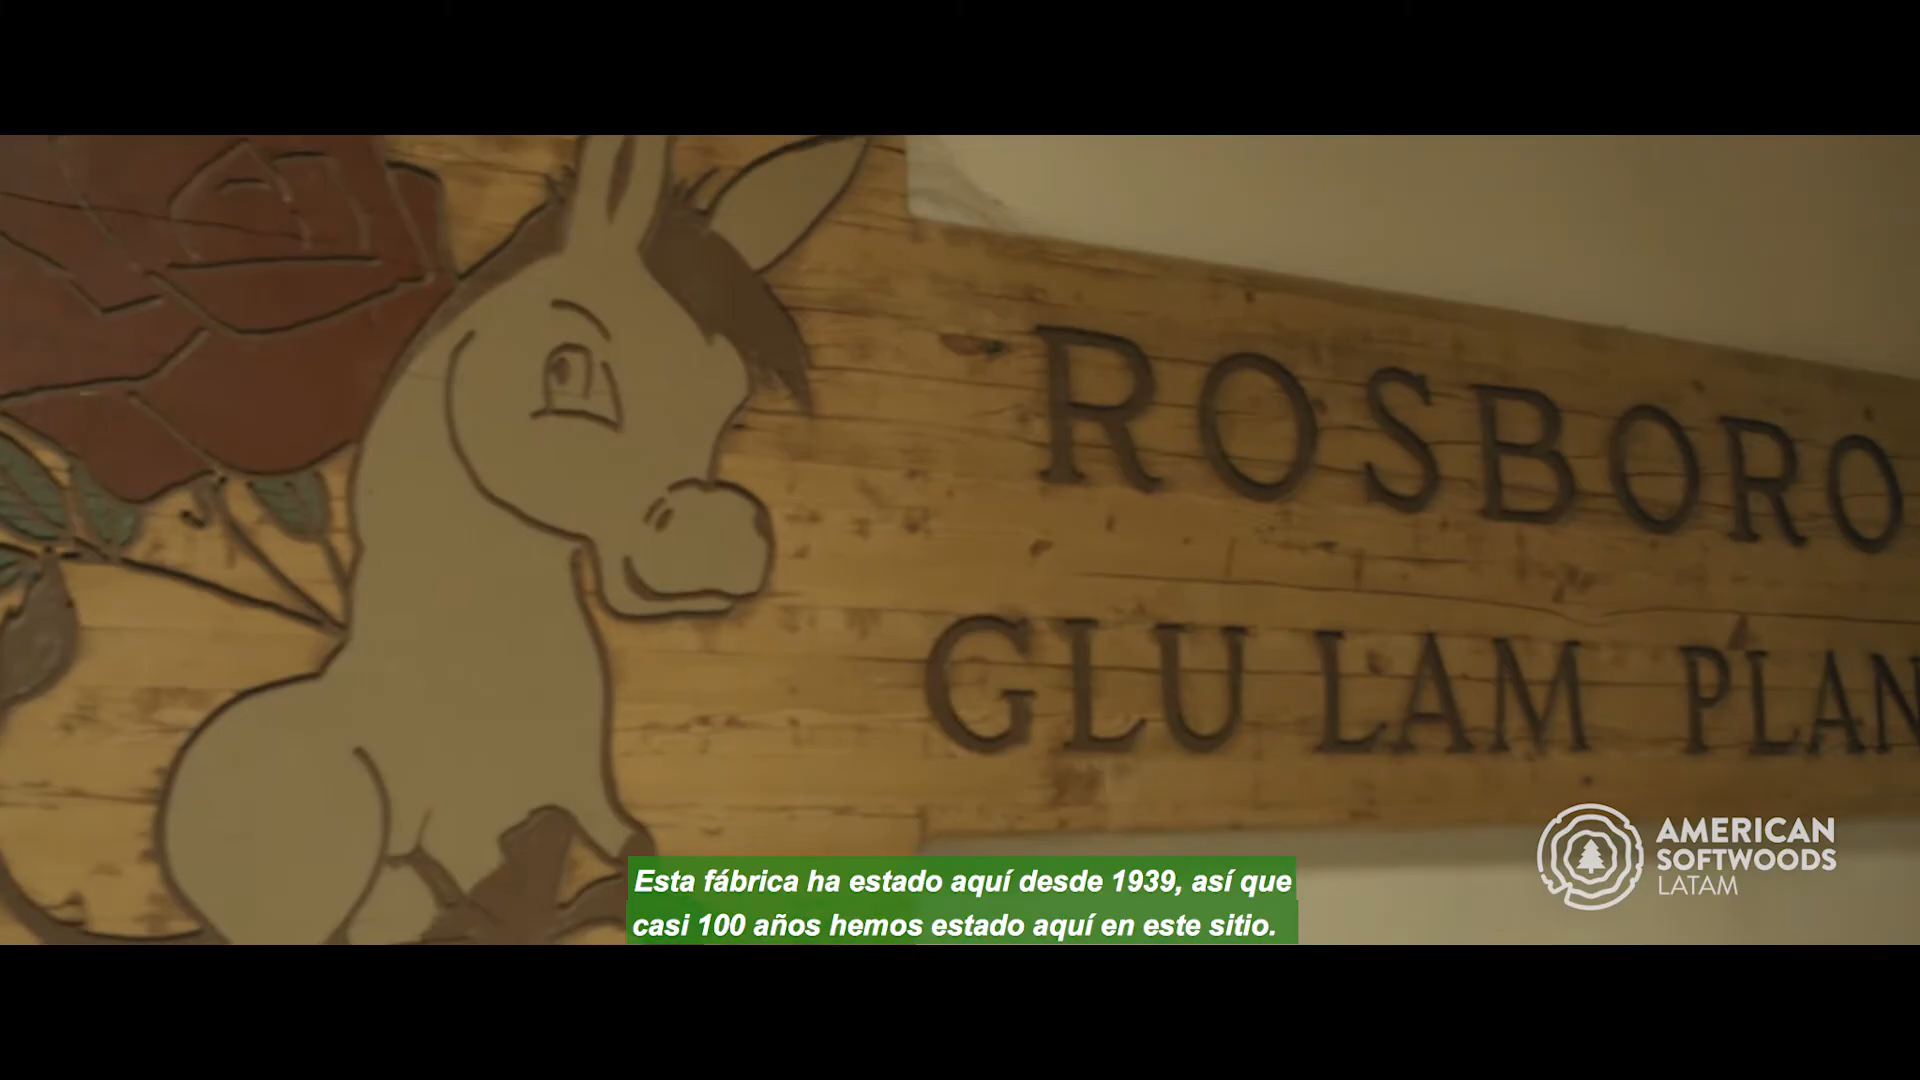 ROSBORO
GLU LAM PLAN
AMERICAN
SOFTWOODS
LATAM
Esta fábrica ha estado aquí desde 1939, así que
casi 100 años hemos estado aquí en este sitio.